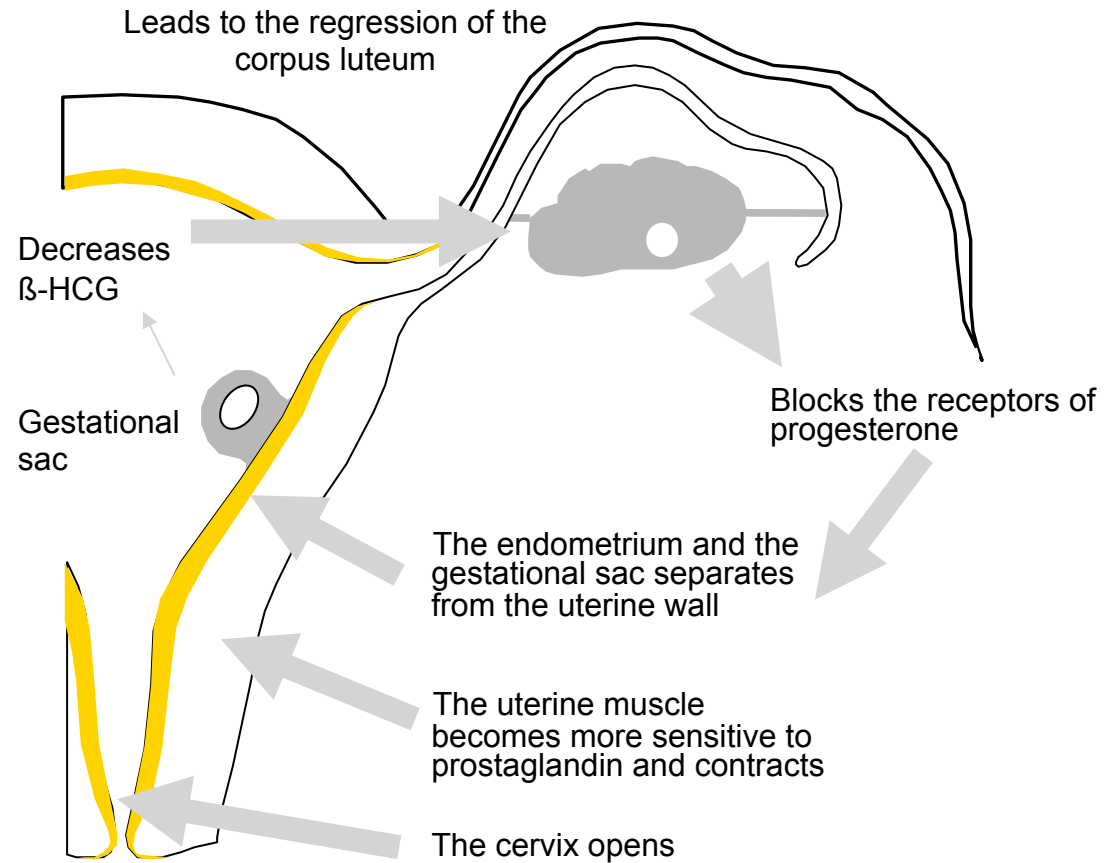 Leads to the regression of the
corpus luteum
Decreases
ß-HCG
Gestational
sac
Blocks the receptors of
progesterone
The endometrium and the
gestational sac separates
from the uterine wall
The uterine muscle
becomes more sensitive to
prostaglandin and contracts
The cervix opens